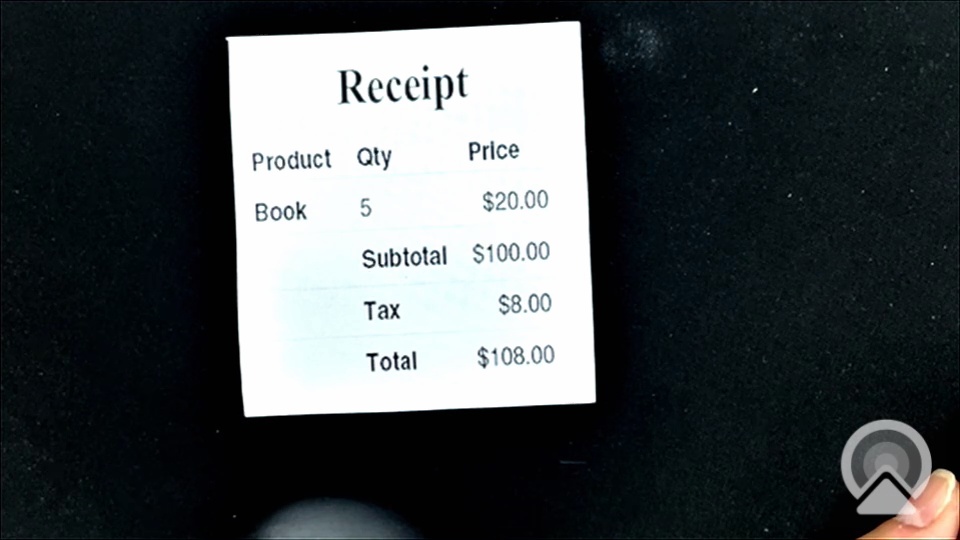 Receipt
Product Qty Price
Book 5 $20.00
Subtotal $100.00
Tax $8.00
Total $108.00